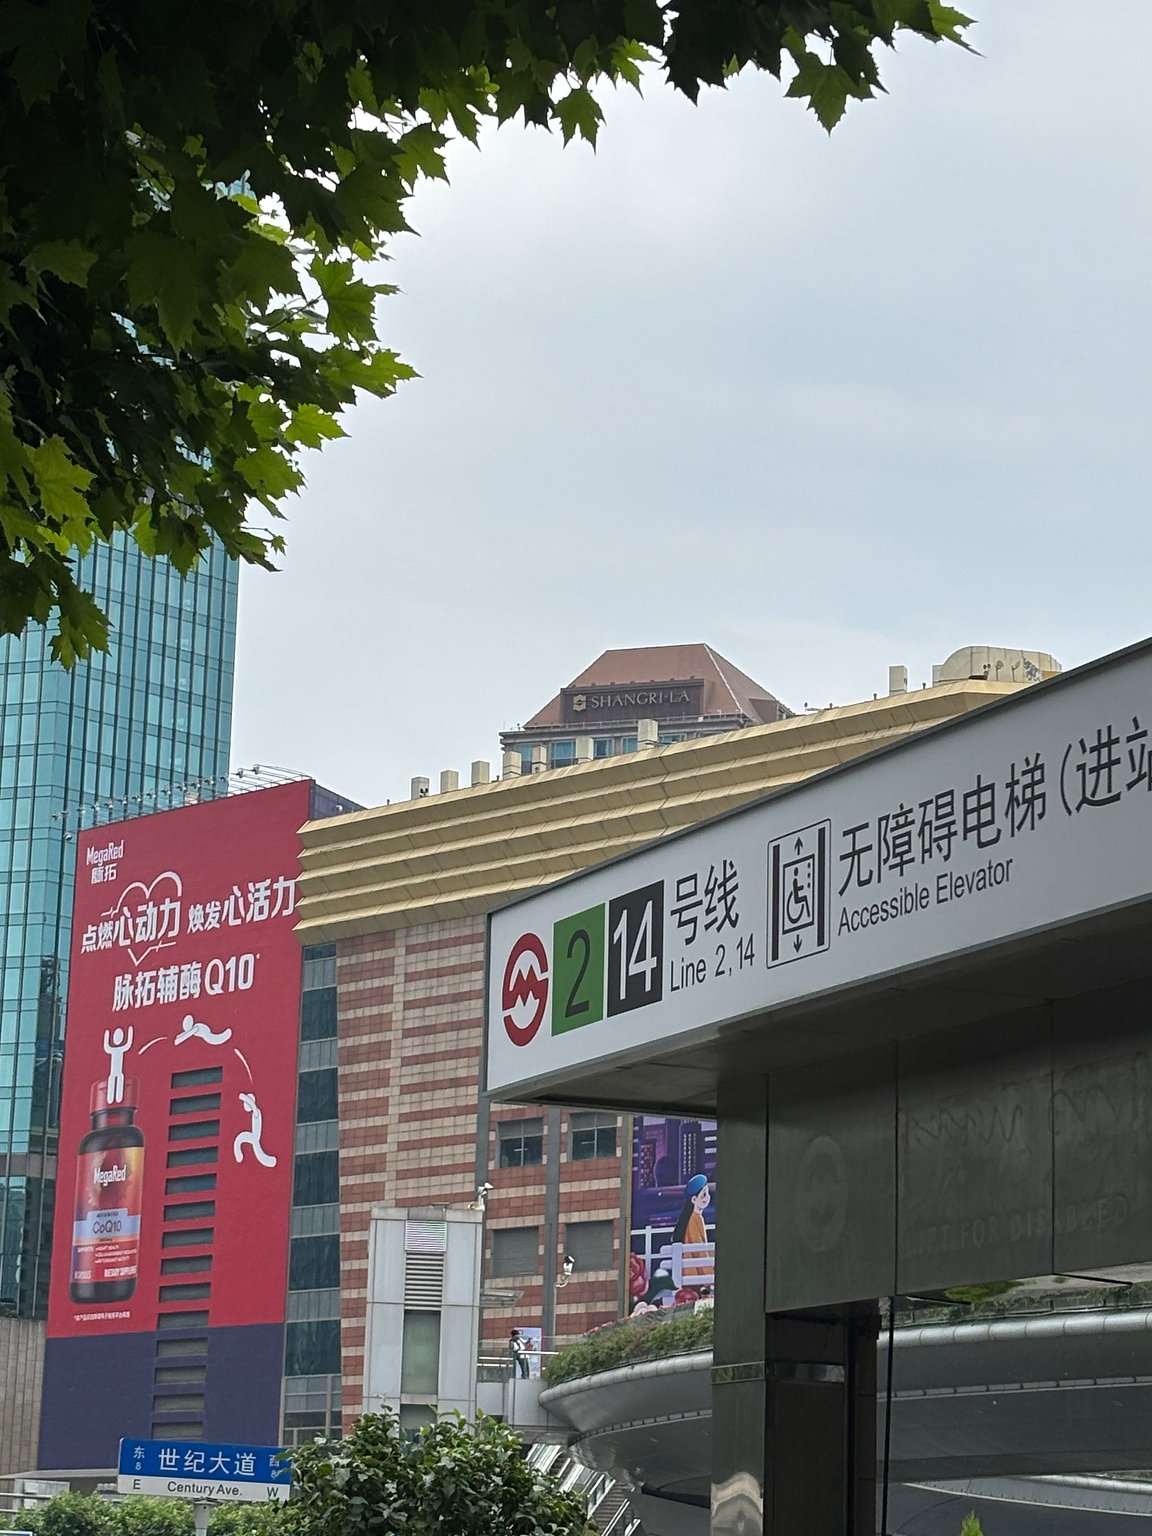 SHANGRI-LA
MegaRed
脉拓
点燃心动力 焕发心活力
脉拓辅酶Q10
MegaRed
CoQ10
2 14 号线
Line 2, 14
无障碍电梯（进站
Accessible Elevator
东 世纪大道 西
E Century Ave. W